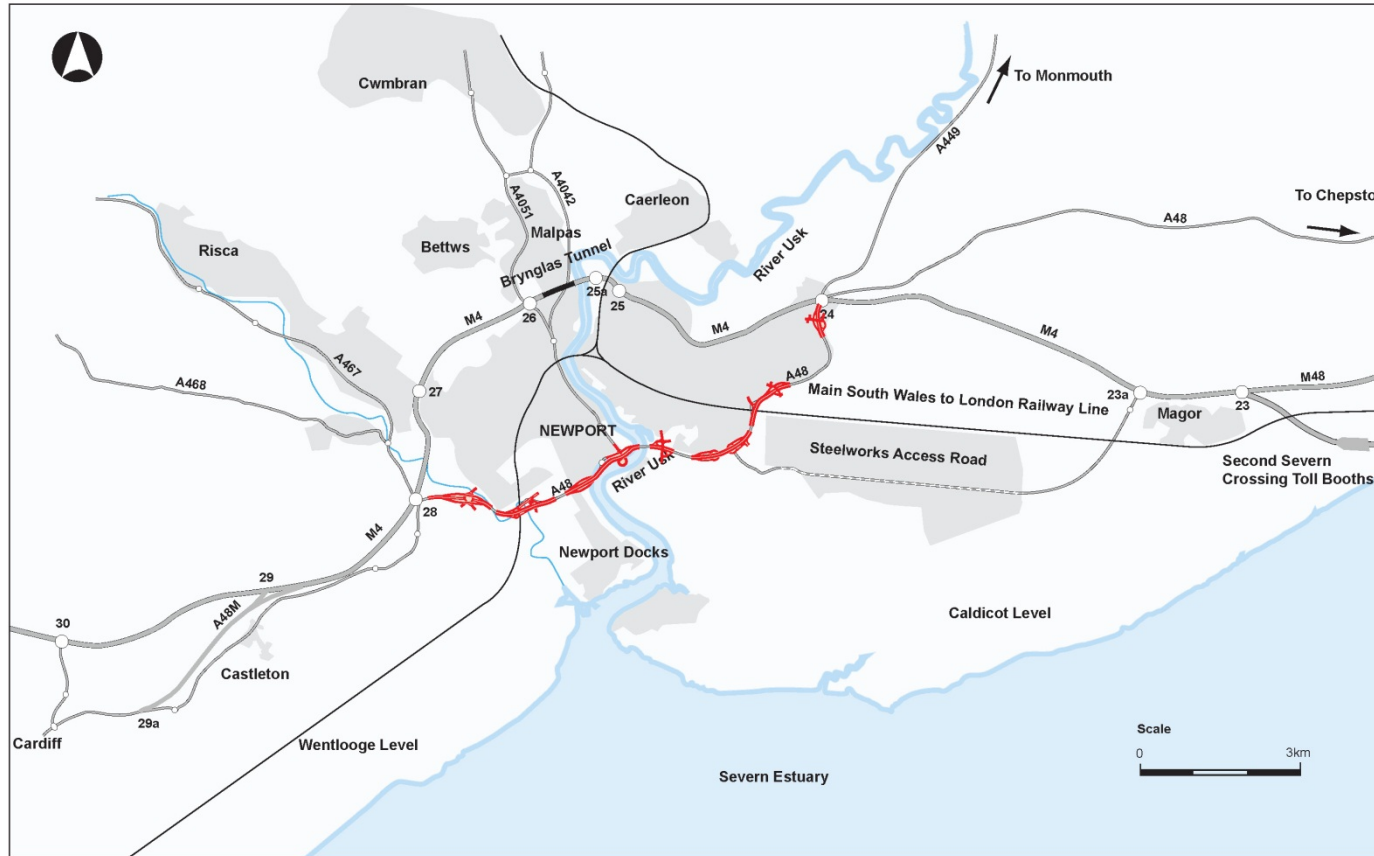 Cwmbran
To Monmouth
A449
A4051
A4042
Caerleon
To Chepsto
A48
Risca
Bettws
Malpas
Brynglas Tunnel
River Usk
25a
25
26
24
M4
M4
M4
A467
A468
27
A48
Main South Wales to London Railway Line
23a
M48
23
Magor
NEWPORT
Steelworks Access Road
River Usk
A48
Second Severn
Crossing Toll Booths
28
M4
Newport Docks
29
A48M
Caldicot Level
30
Castleton
29a
Cardiff
Wentlooge Level
Severn Estuary
Scale
0
3km